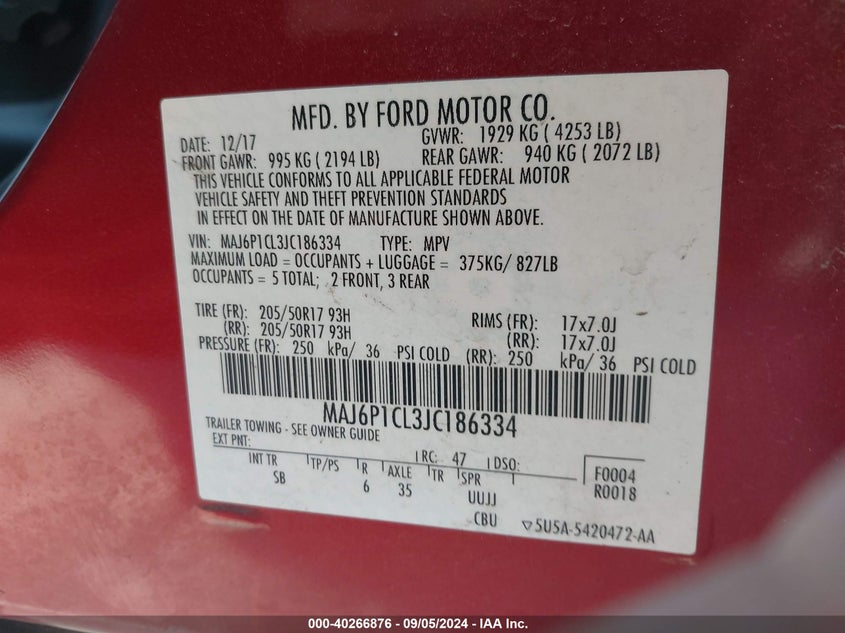 MFD. BY FORD MOTOR CO.
DATE: 12/17 GVWR: 1929 KG ( 4253 LB)
FRONT GAWR: 995 KG ( 2194 LB) REAR GAWR: 940 KG ( 2072 LB)
THIS VEHICLE CONFORMS TO ALL APPLICABLE FEDERAL MOTOR
VEHICLE SAFETY AND THEFT PREVENTION STANDARDS
IN EFFECT ON THE DATE OF MANUFACTURE SHOWN ABOVE.
VIN: MAJ6P1CL3JC186334 TYPE: MPV
MAXIMUM LOAD = OCCUPANTS + LUGGAGE = 375KG/ 827LB
OCCUPANTS = 5 TOTAL; 2 FRONT, 3 REAR
TIRE (FR): 205/50R17 93H RIMS (FR): 17x7.0J
(RR): 205/50R17 93H (RR): 17x7.0J
PRESSURE (FR): 250 kPa/ 36 PSI COLD (RR): 250 kPa/ 36 PSI COLD
MAJ6P1CL3JC186334
TRAILER TOWING - SEE OWNER GUIDE
EXT PNT: RC: 47 DSO: F0004
INT TR TP/PS R AXLE TR SPR R0018
SB 6 35 UUJJ
CBU ▽5U5A-5420472-AA
000-40266876 - 09/05/2024 - IAA Inc.